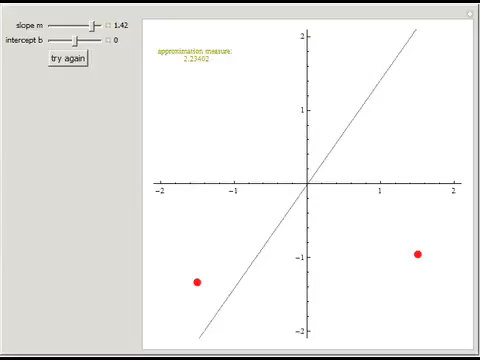 slope m 1.42
intercept b 0
try again
approximation measure:
2.23402
2
1
-2 -1 0 1 2
-1
-2